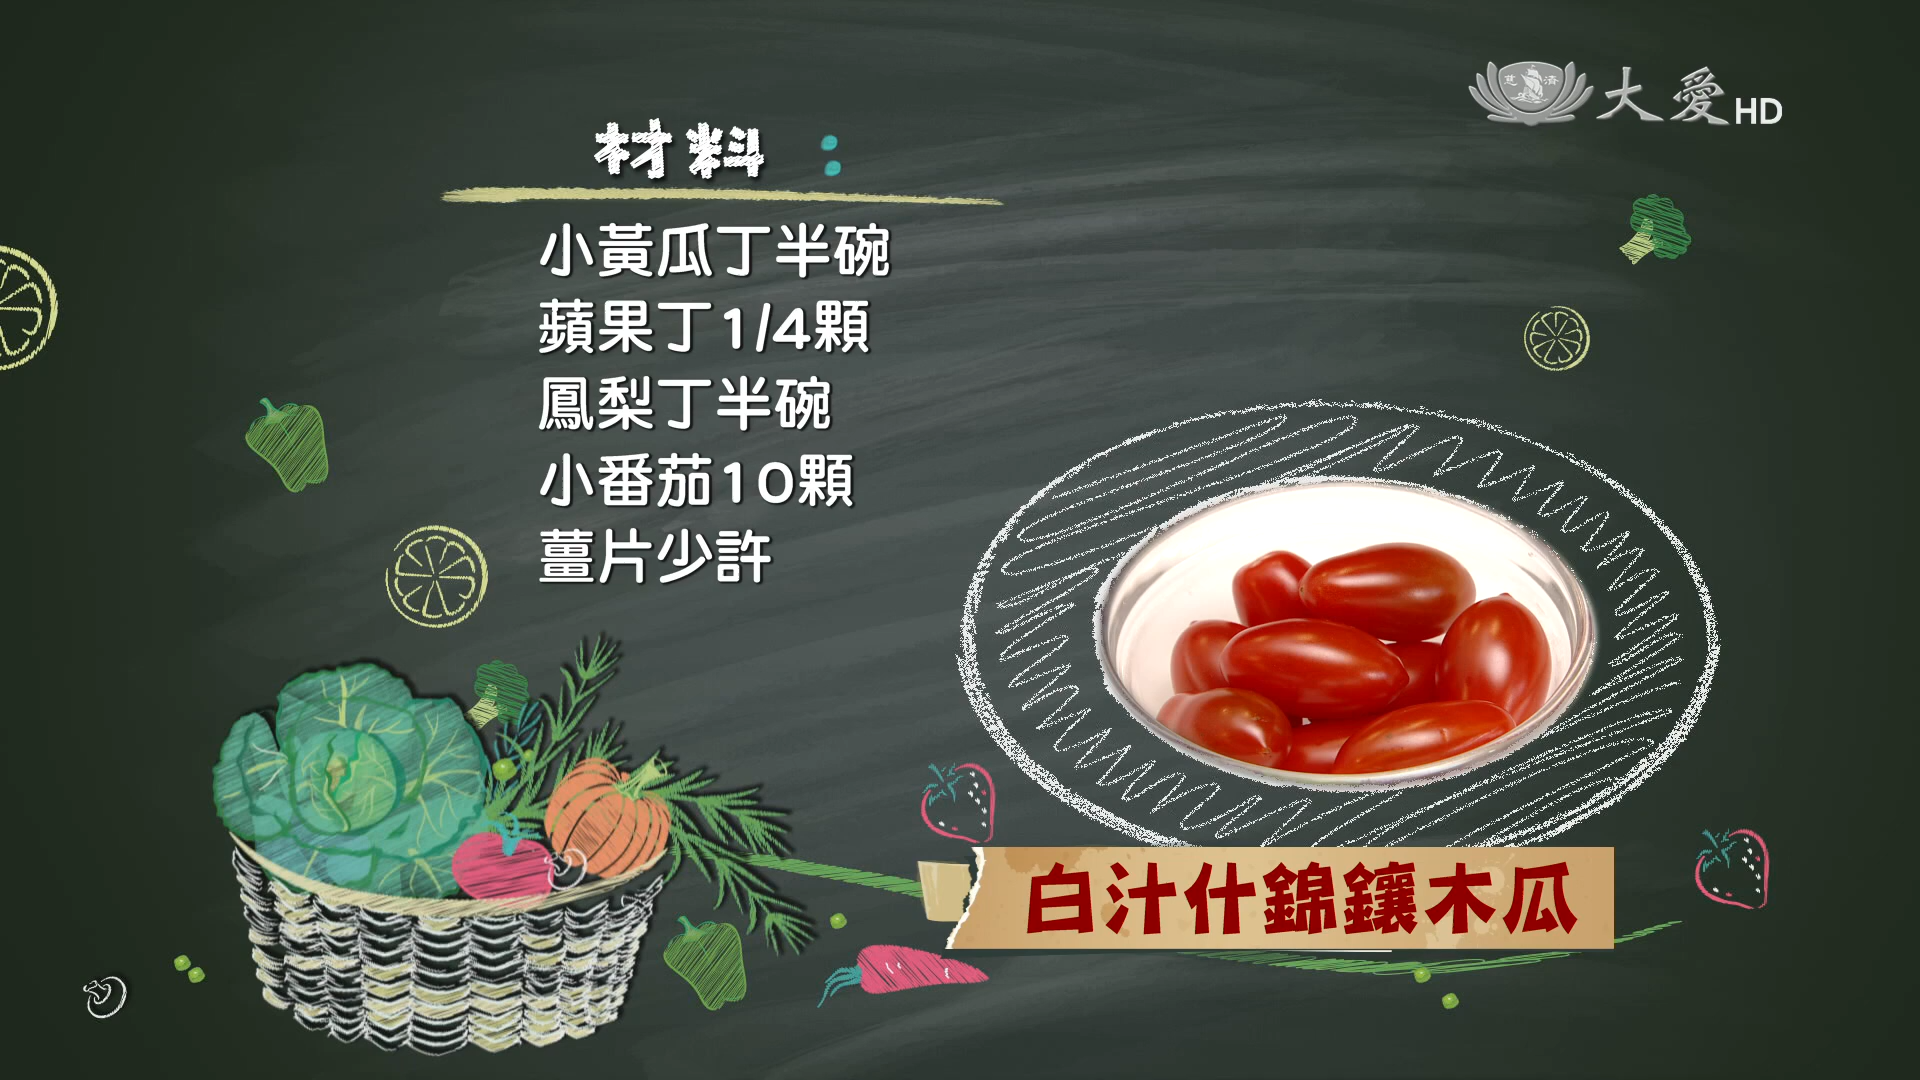 慈濟
大愛HD
材料：
小黃瓜丁半碗
蘋果丁1/4顆
鳳梨丁半碗
小番茄10顆
薑片少許
白汁什錦鑲木瓜